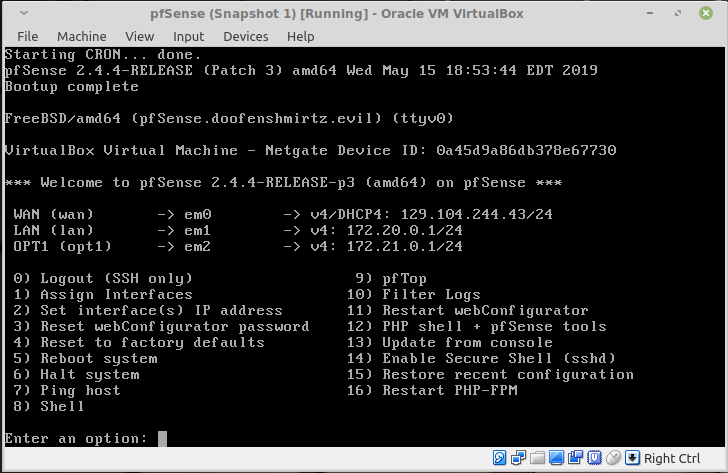 pfSense (Snapshot 1) [Running] - Oracle VM VirtualBox
File Machine View Input Devices Help
Starting CRON... done.
pfSense 2.4.4-RELEASE (Patch 3) amd64 Wed May 15 18:53:44 EDT 2019
Bootup complete
FreeBSD/amd64 (pfSense.doofenshmirtz.evil) (ttyv0)
VirtualBox Virtual Machine - Netgate Device ID: 0a45d9a86db378e67730
*** Welcome to pfSense 2.4.4-RELEASE-p3 (amd64) on pfSense ***
WAN (wan) -> em0 -> v4/DHCP4: 129.104.244.43/24
LAN (lan) -> em1 -> v4: 172.20.0.1/24
OPT1 (opt1) -> em2 -> v4: 172.21.0.1/24
0) Logout (SSH only) 9) pfTop
1) Assign Interfaces 10) Filter Logs
2) Set interface(s) IP address 11) Restart webConfigurator
3) Reset webConfigurator password 12) PHP shell + pfSense tools
4) Reset to factory defaults 13) Update from console
5) Reboot system 14) Enable Secure Shell (sshd)
6) Halt system 15) Restore recent configuration
7) Ping host 16) Restart PHP-FPM
8) Shell
Enter an option:
Right Ctrl